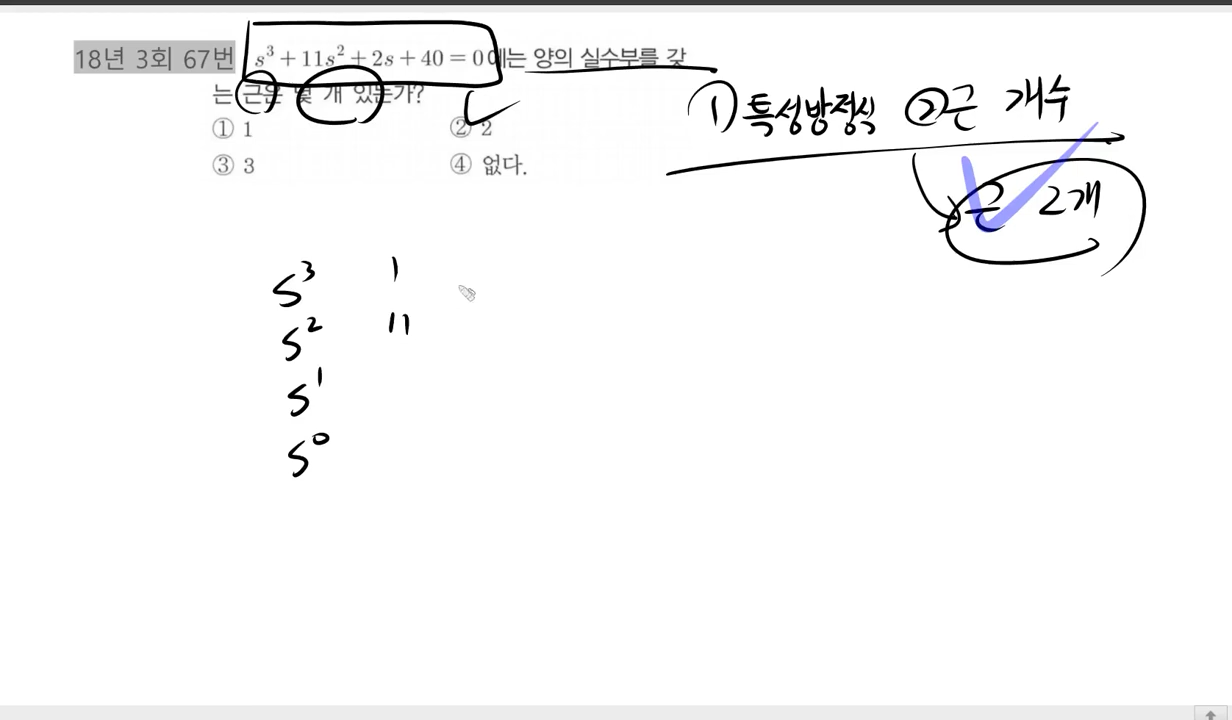 18년 3회 67번 s³ + 11s² + 2s + 40 = 0에는 양의 실수부를 갖
는 근은 몇 개 있는가?
① 1 ② 2
③ 3 ④ 없다.
① 특성방정식 ② 근 개수
근 2개
s³ 1
s² 11
s¹
s⁰